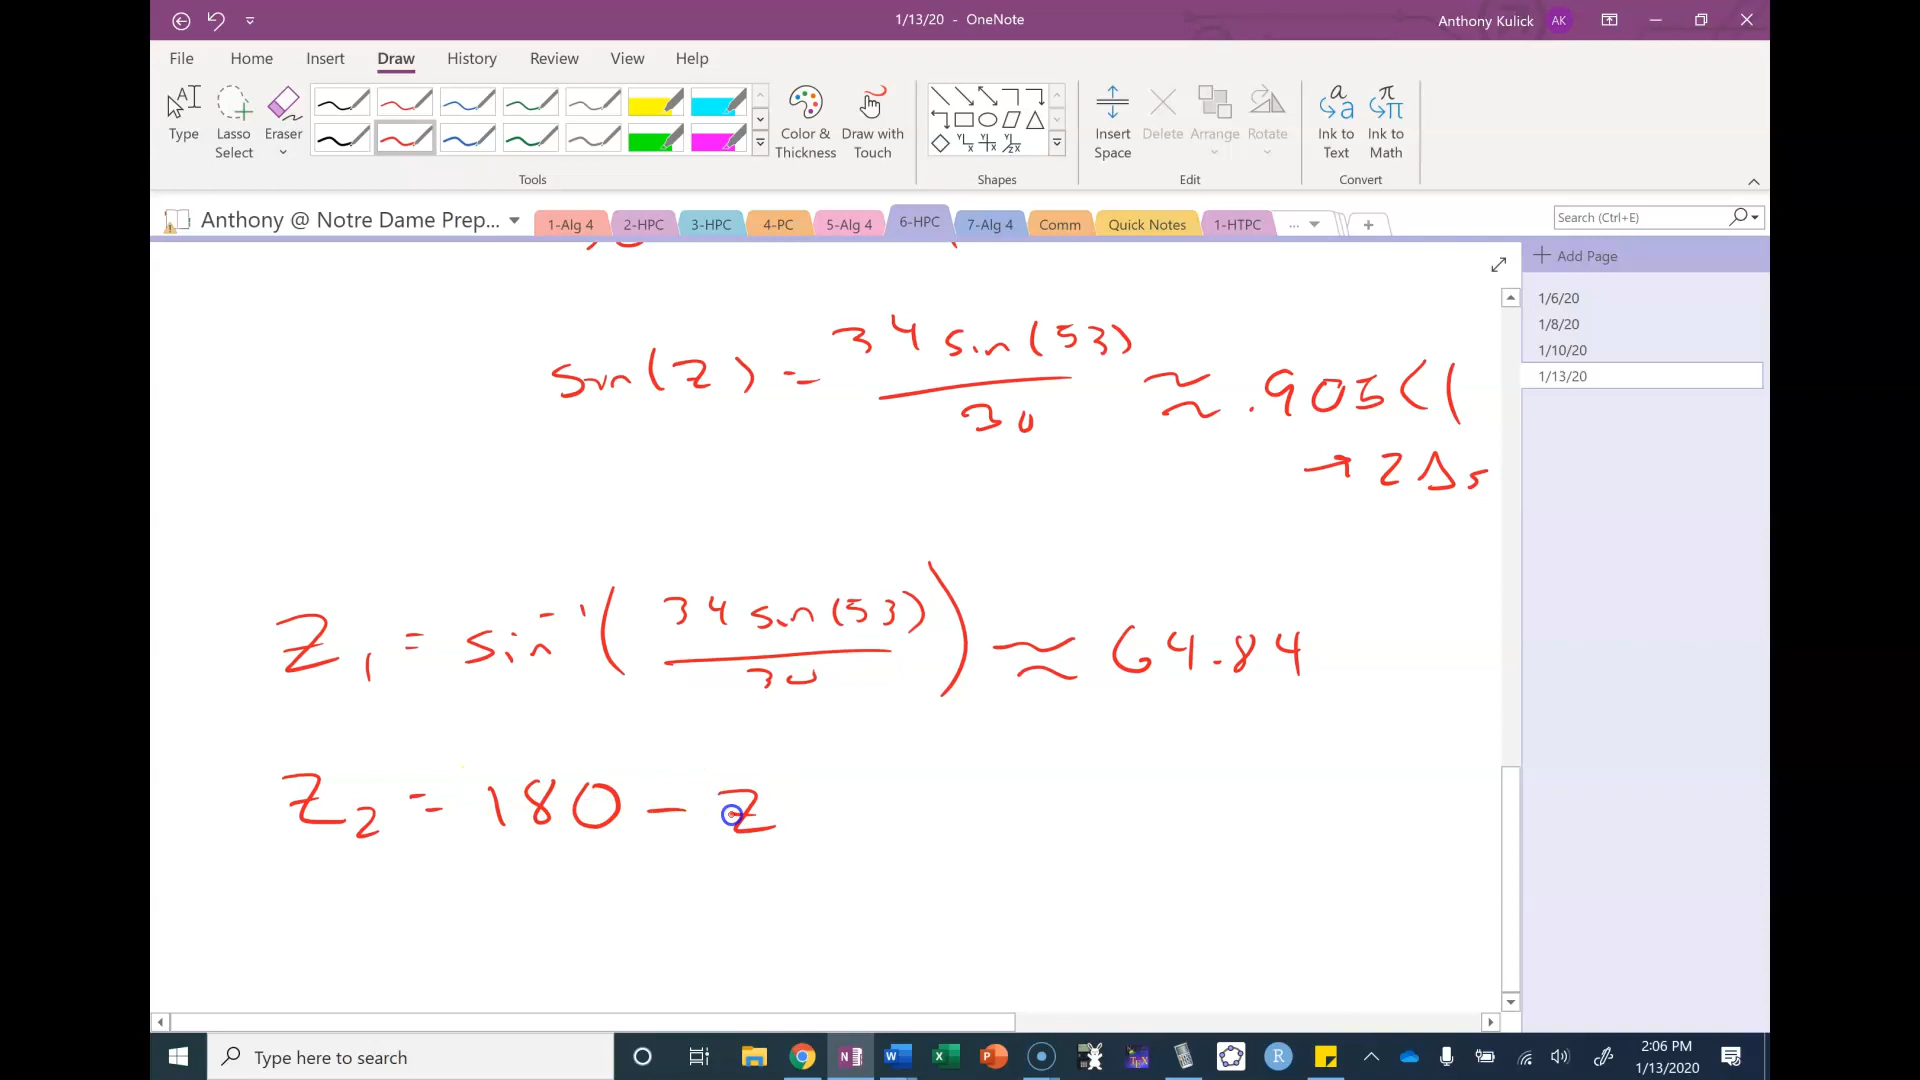 1/13/20 - OneNote
Anthony Kulick AK
File Home Insert Draw History Review View Help
Type
Lasso Select
Eraser
Color & Thickness
Draw with Touch
Insert Space
Delete
Arrange
Rotate
Ink to Text
Ink to Math
Tools Shapes Edit Convert
Anthony @ Notre Dame Prep... 1-Alg 4 2-HPC 3-HPC 4-PC 5-Alg 4 6-HPC 7-Alg 4 Comm Quick Notes 1-HTPC ...
Search (Ctrl+E)
Add Page
1/6/20
1/8/20
1/10/20
1/13/20
sin(Z) = 34 sin(53) / 30 ≈ .905 < 1
→ 2 Δs
Z₁ = sin⁻¹(34 sin(53) / 30) ≈ 64.84
Z₂ = 180 - Z
Type here to search
2:06 PM
1/13/2020